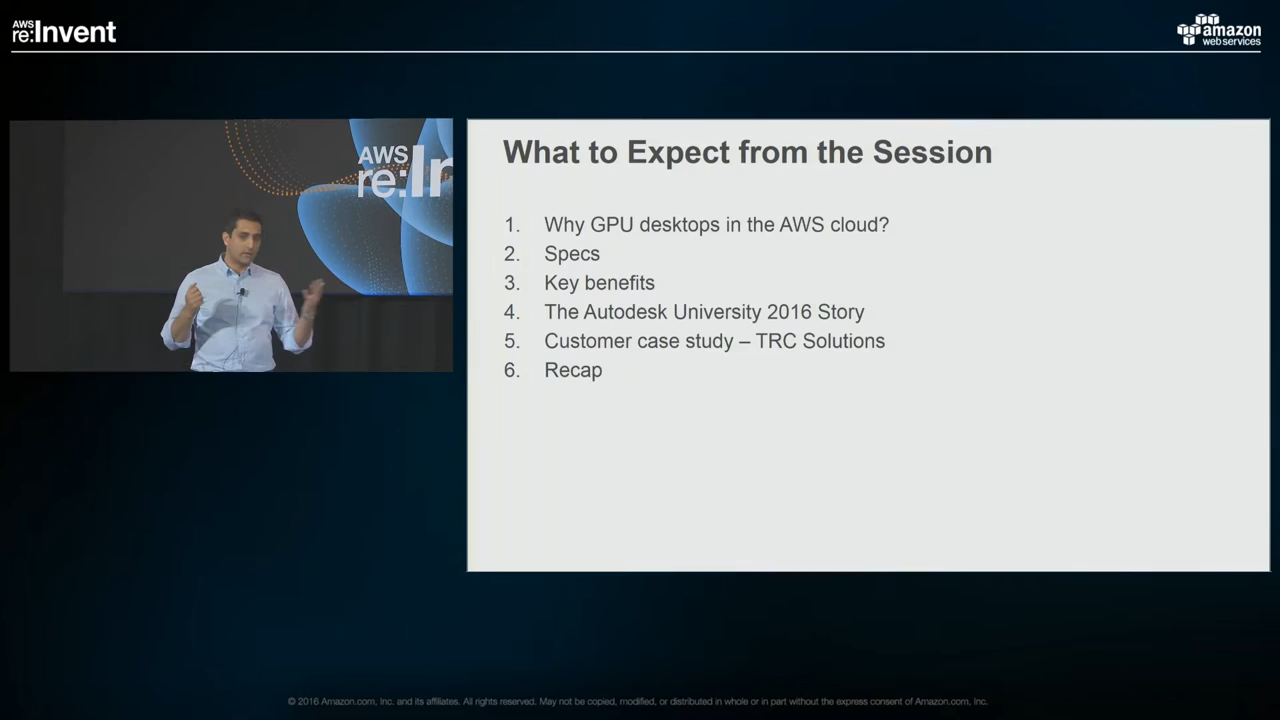 AWS
re:Invent
amazon
web services
AWS
re:In
What to Expect from the Session
1. Why GPU desktops in the AWS cloud?
2. Specs
3. Key benefits
4. The Autodesk University 2016 Story
5. Customer case study – TRC Solutions
6. Recap
© 2016 Amazon.com, Inc. and its affiliates. All rights reserved. May not be copied, modified, or distributed in whole or in part without the express consent of Amazon.com, Inc.